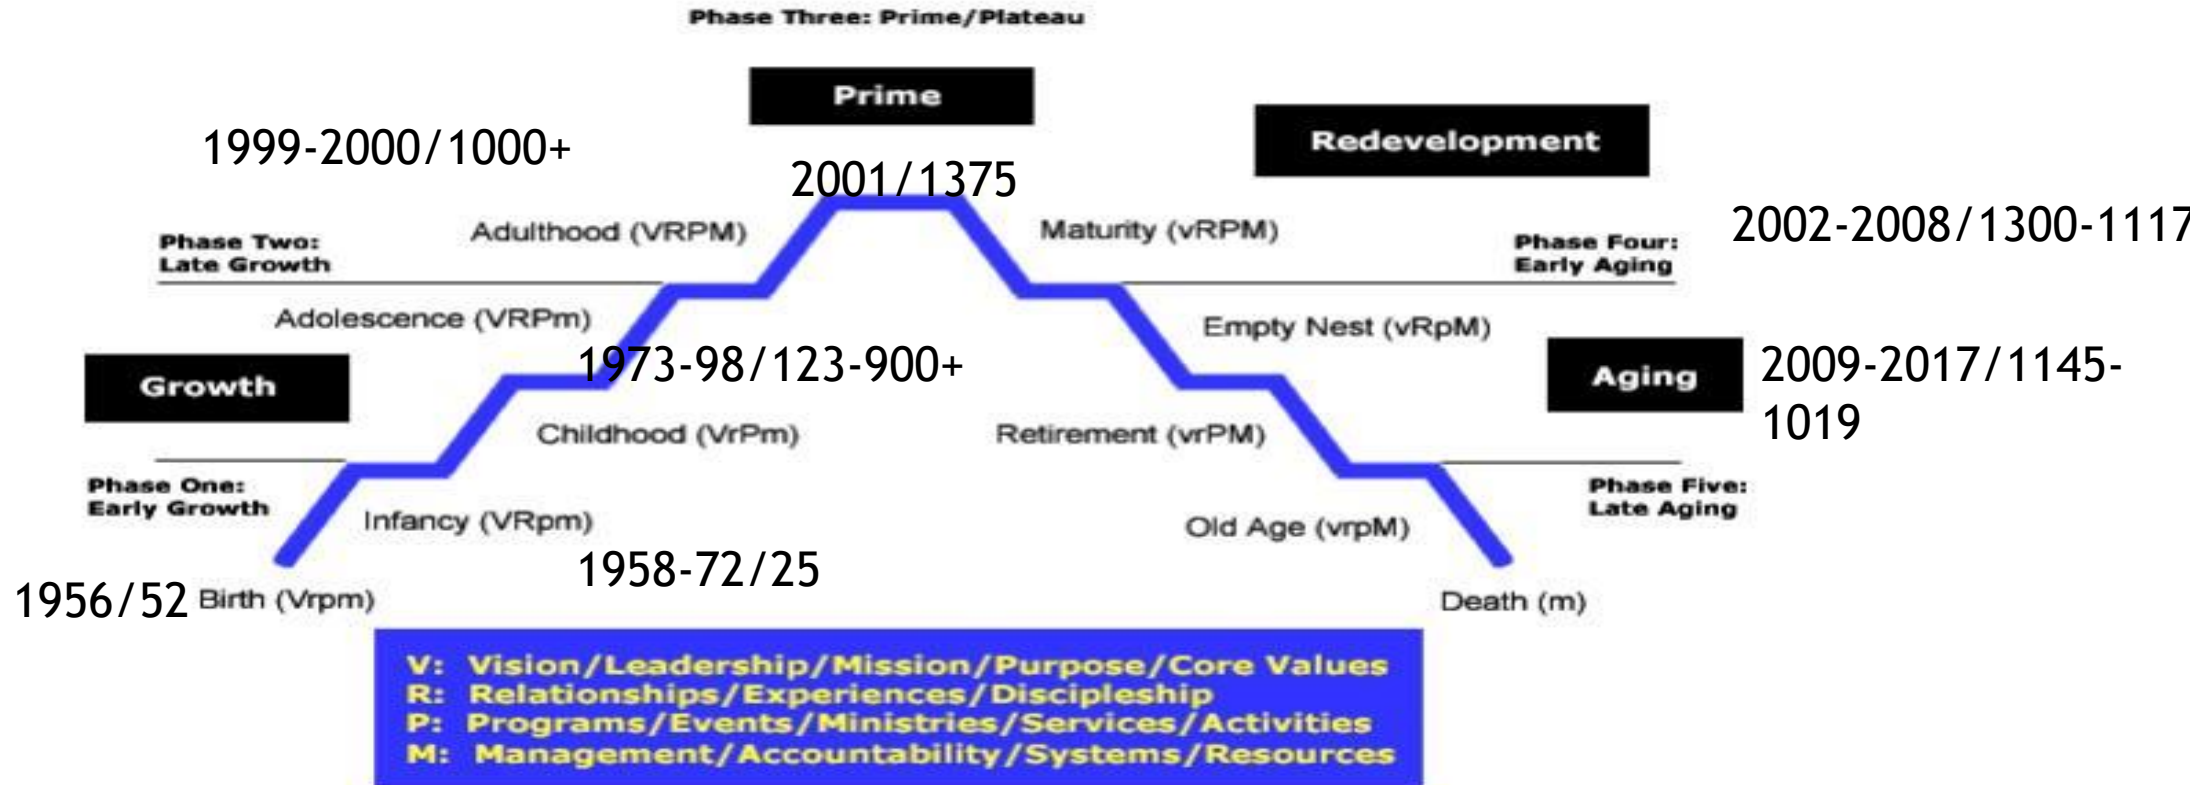 Phase Three: Prime/Plateau
Prime
Redevelopment
1999-2000/1000+
2001/1375
2002-2008/1300-1117
Adulthood (VRPM)
Maturity (vRPM)
Phase Two:
Late Growth
Phase Four:
Early Aging
Adolescence (VRPm)
Empty Nest (vRpM)
Growth
1973-98/123-900+
Aging
2009-2017/1145-
1019
Childhood (VrPm)
Retirement (vrPM)
Phase One:
Early Growth
Phase Five:
Late Aging
Infancy (VRpm)
Old Age (vrpM)
1958-72/25
1956/52
Birth (Vrpm)
Death (m)
V: Vision/Leadership/Mission/Purpose/Core Values
R: Relationships/Experiences/Discipleship
P: Programs/Events/Ministries/Services/Activities
M: Management/Accountability/Systems/Resources